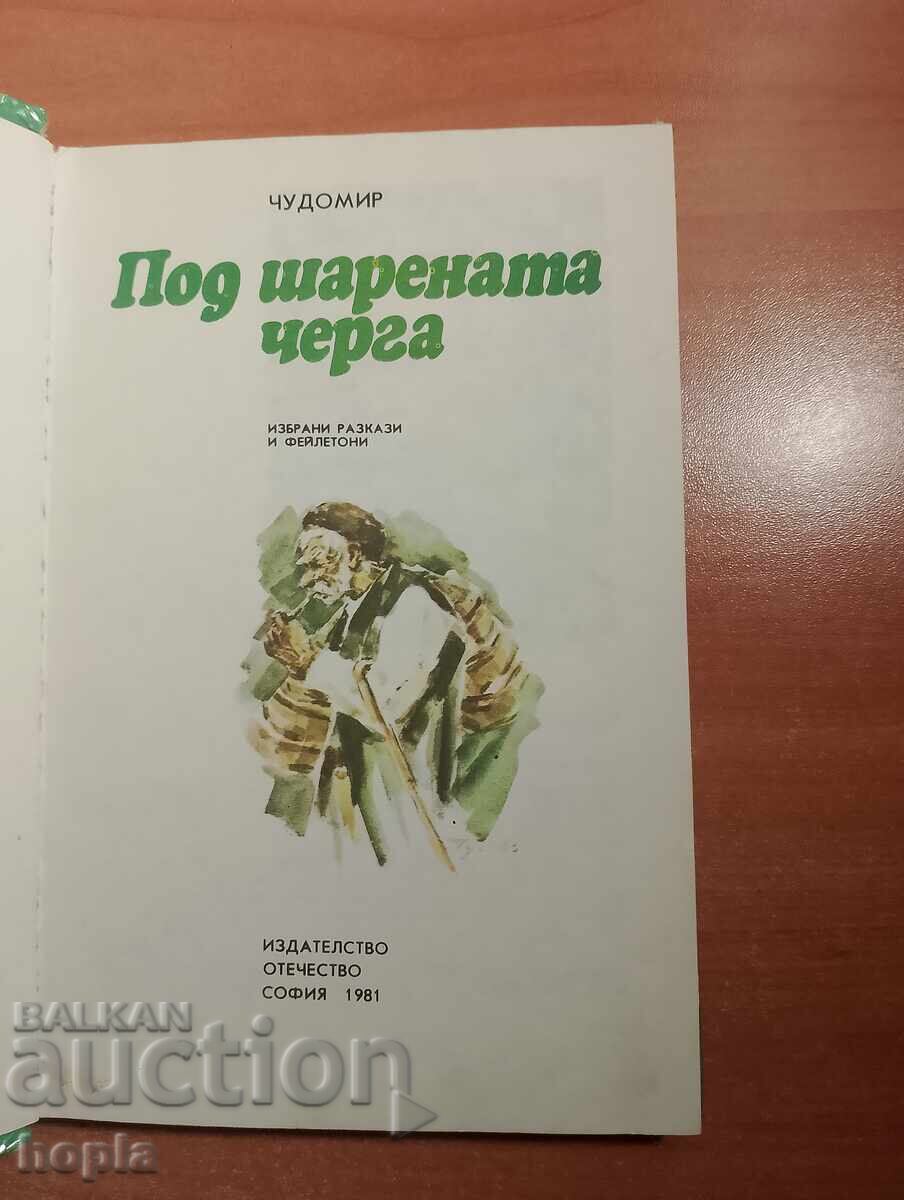 ЧУДОМИР
Под шарената
черга
ИЗБРАНИ РАЗКАЗИ
И ФЕЙЛЕТОНИ
ИЗДАТЕЛСТВО
ОТЕЧЕСТВО
СОФИЯ 1981
BALKAN
auction
hopla